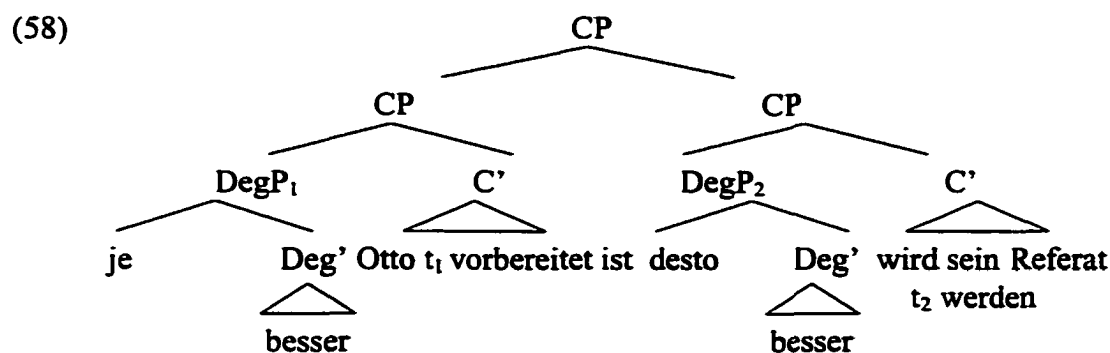 (58) CP
CP CP
DegP₁ C’ DegP₂ C’
je Deg’ Otto t₁ vorbereitet ist desto Deg’ wird sein Referat
t₂ werden
besser besser